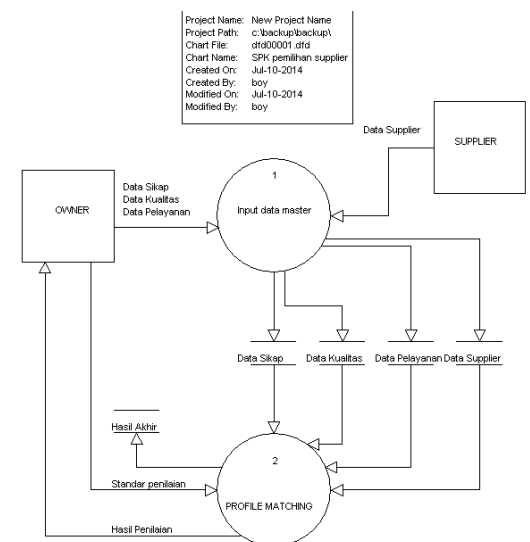 Project Name: New Project Name
Project Path: c:\backup\backup\
Chart File: dfd00001.dfd
Chart Name: SPK pemilihan supplier
Created On: Jul-10-2014
Created By: boy
Modified On: Jul-10-2014
Modified By: boy
Data Supplier
SUPPLIER
1
Input data master
OWNER
Data Sikap
Data Kualitas
Data Pelayanan
Data Sikap
Data Kualitas
Data Pelayanan
Data Supplier
Hasil Akhir
2
PROFILE MATCHING
Standar penilaian
Hasil Penilaian